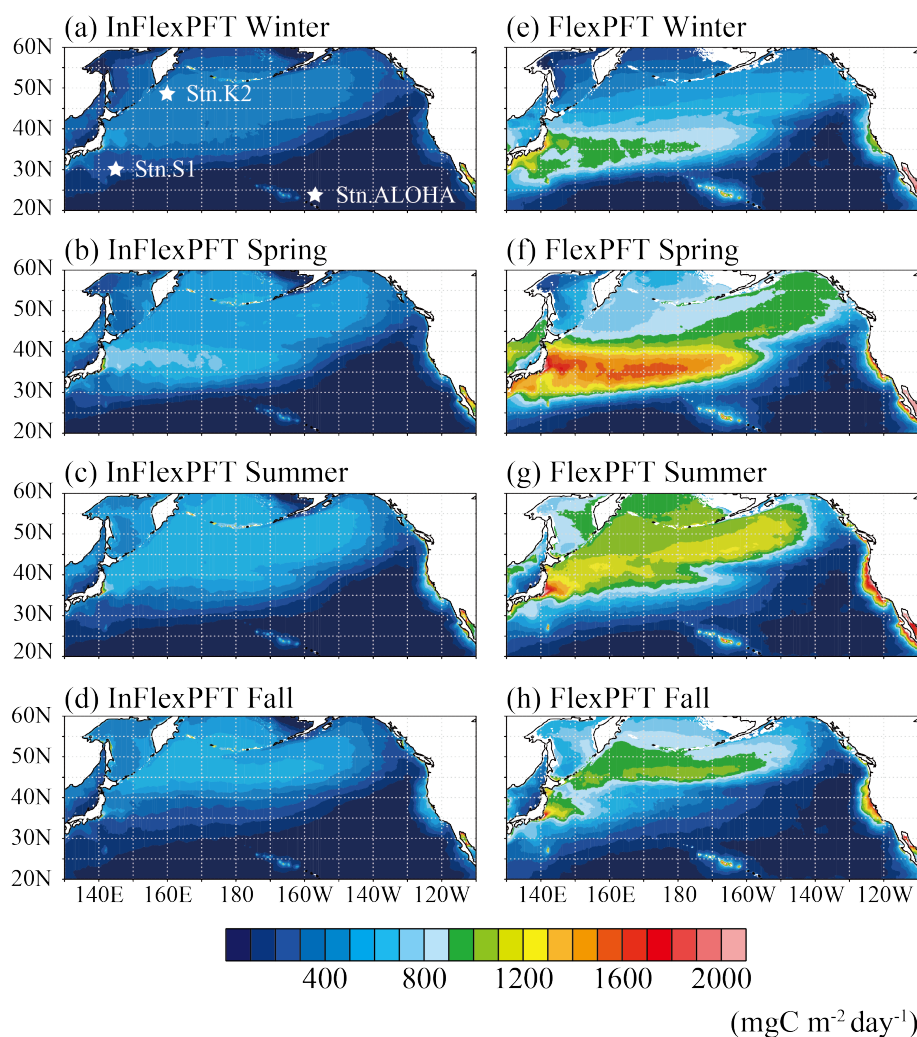 (a) InFlexPFT Winter
(e) FlexPFT Winter
60N
50N
40N
30N
20N
Stn.K2
Stn.S1
Stn.ALOHA
(b) InFlexPFT Spring
(f) FlexPFT Spring
60N
50N
40N
30N
20N
(c) InFlexPFT Summer
(g) FlexPFT Summer
60N
50N
40N
30N
20N
(d) InFlexPFT Fall
(h) FlexPFT Fall
60N
50N
40N
30N
20N
140E 160E 180 160W 120W 140E 160E 180 160W 120W
400 800 1200 1600 2000
(mgC m⁻² day⁻¹)